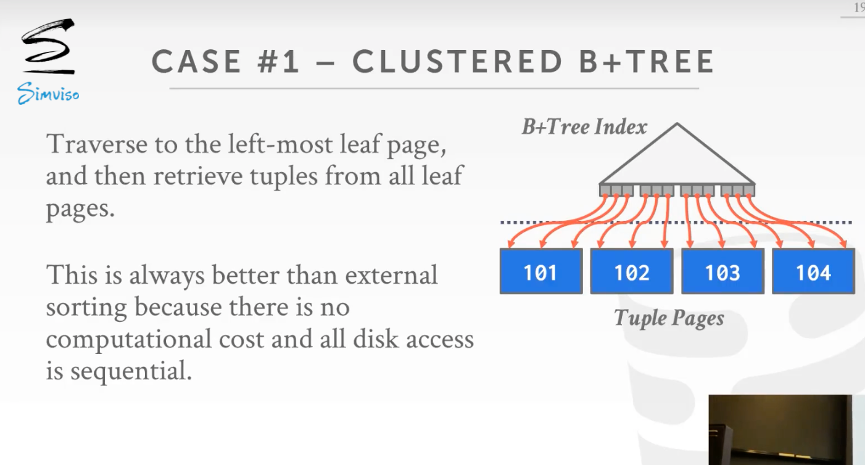 19
Simviso
CASE #1 – CLUSTERED B+TREE
Traverse to the left-most leaf page,
and then retrieve tuples from all leaf
pages.
This is always better than external
sorting because there is no
computational cost and all disk access
is sequential.
B+Tree Index
101
102
103
104
Tuple Pages